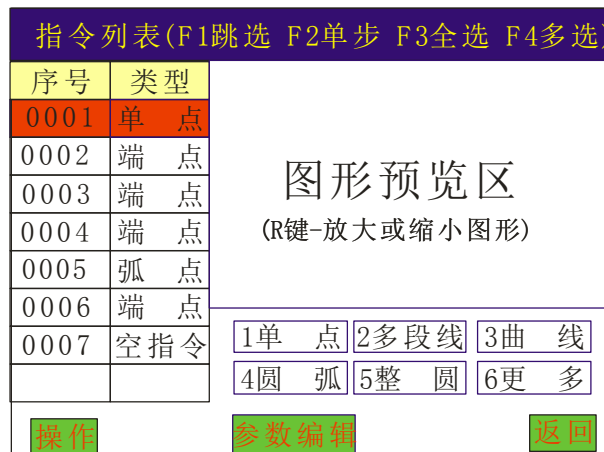 指令列表(F1跳选 F2单步 F3全选 F4多选)
序号 类型
0001 单 点
0002 端 点
0003 端 点
0004 端 点
0005 弧 点
0006 端 点
0007 空指令
图形预览区
(R键-放大或缩小图形)
1单 点 2多段线 3曲 线
4圆 弧 5整 圆 6更 多
操作 参数编辑 返回